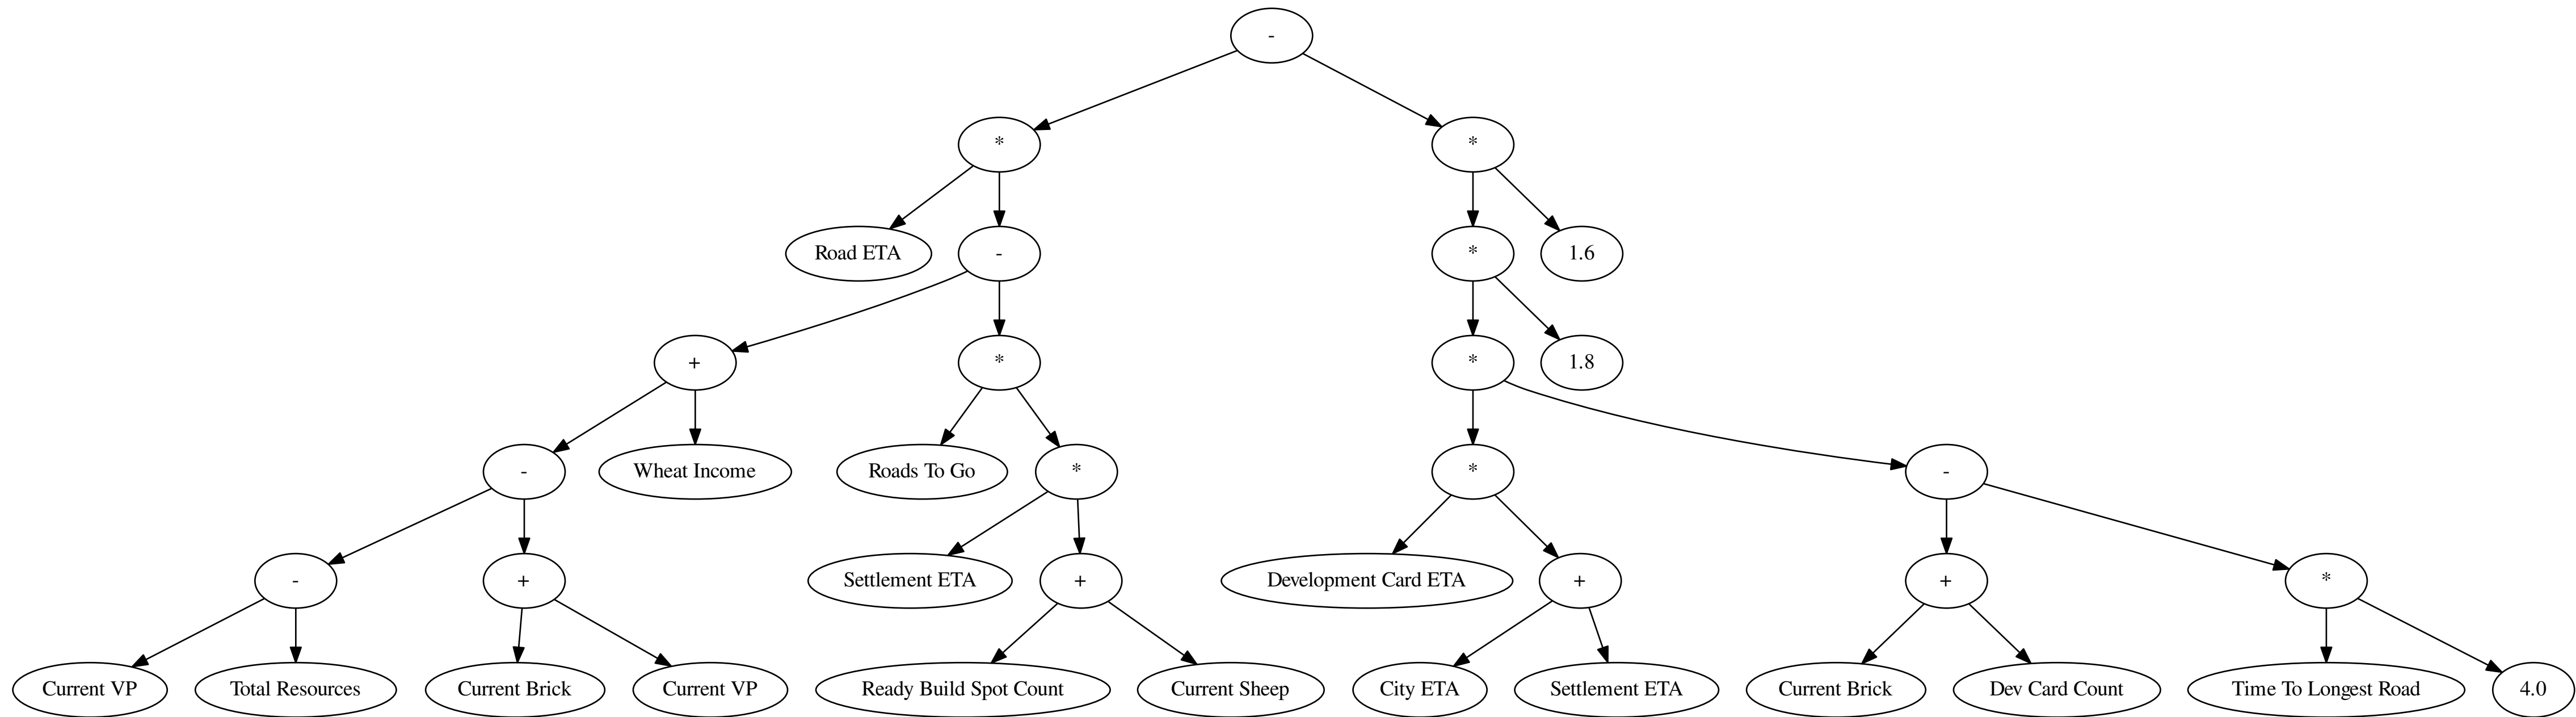 -
* *
Road ETA - * 1.6
+ * * 1.8
- Wheat Income Roads To Go * * -
- + Settlement ETA + Development Card ETA + + *
Current VP Total Resources Current Brick Current VP Ready Build Spot Count Current Sheep City ETA Settlement ETA Current Brick Dev Card Count Time To Longest Road 4.0